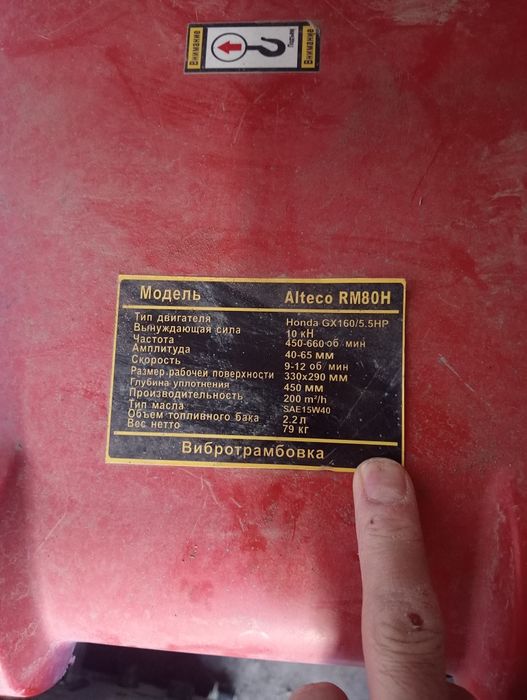 Внимание
Подъем
Внимание
Модель Alteco RM80H
Тип двигателя Honda GX160/5.5HP
Вынуждающая сила 10 кН
Частота 450-660 об/мин
Амплитуда 40-65 мм
Скорость 9-12 об/мин
Размер рабочей поверхности 330x290 мм
Глубина уплотнения 450 мм
Производительность 200 m²/h
Тип масла SAE15W40
Объем топливного бака 2.2 л
Вес нетто 79 кг
Вибротрамбовка